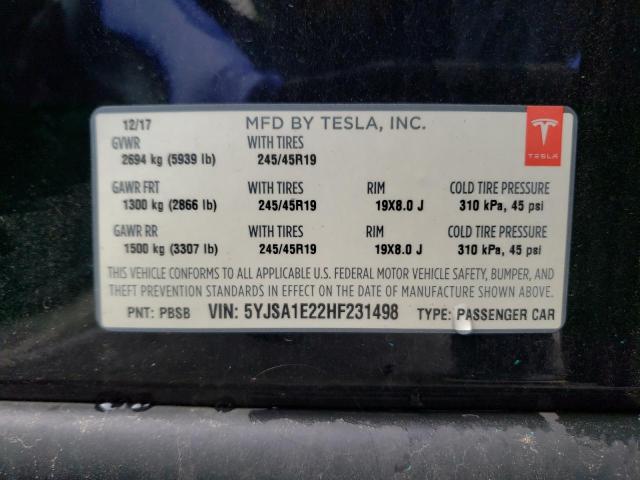 12/17 MFD BY TESLA, INC.
GVWR WITH TIRES
2694 kg (5939 lb) 245/45R19
TESLA
GAWR FRT WITH TIRES RIM COLD TIRE PRESSURE
1300 kg (2866 lb) 245/45R19 19X8.0 J 310 kPa, 45 psi
GAWR RR WITH TIRES RIM COLD TIRE PRESSURE
1500 kg (3307 lb) 245/45R19 19X8.0 J 310 kPa, 45 psi
THIS VEHICLE CONFORMS TO ALL APPLICABLE U.S. FEDERAL MOTOR VEHICLE SAFETY, BUMPER, AND
THEFT PREVENTION STANDARDS IN EFFECT ON THE DATE OF MANUFACTURE SHOWN ABOVE.
PNT: PBSB VIN: 5YJSA1E22HF231498 TYPE: PASSENGER CAR